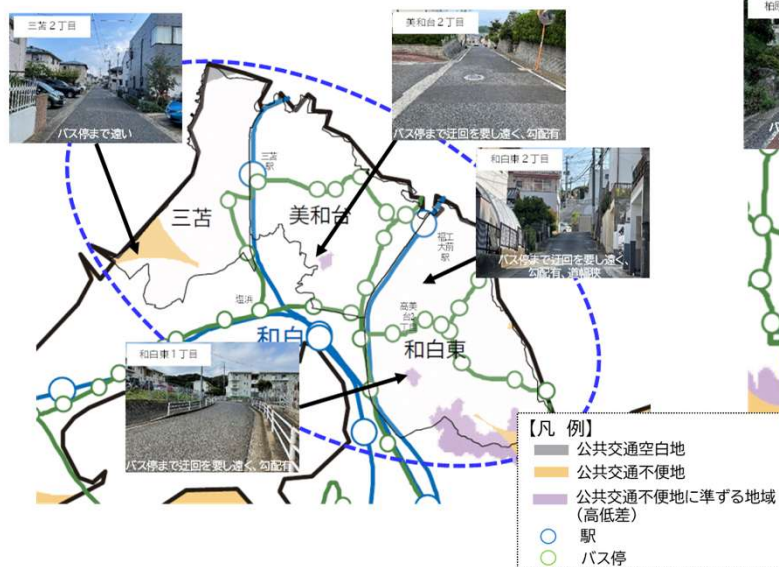 三苫2丁目
バス停まで遠い
美和台2丁目
バス停まで迂回を要し遠く、勾配有
和白東2丁目
バス停まで迂回を要し遠く、
勾配有、道幅狭
三苫
駅
三苫
美和台
福工
大前
駅
塩浜
高美
台2
丁目
和白
和白東
和白東1丁目
バス停まで迂回を要し遠く、勾配有
【凡 例】
公共交通空白地
公共交通不便地
公共交通不便地に準ずる地域
(高低差)
駅
バス停